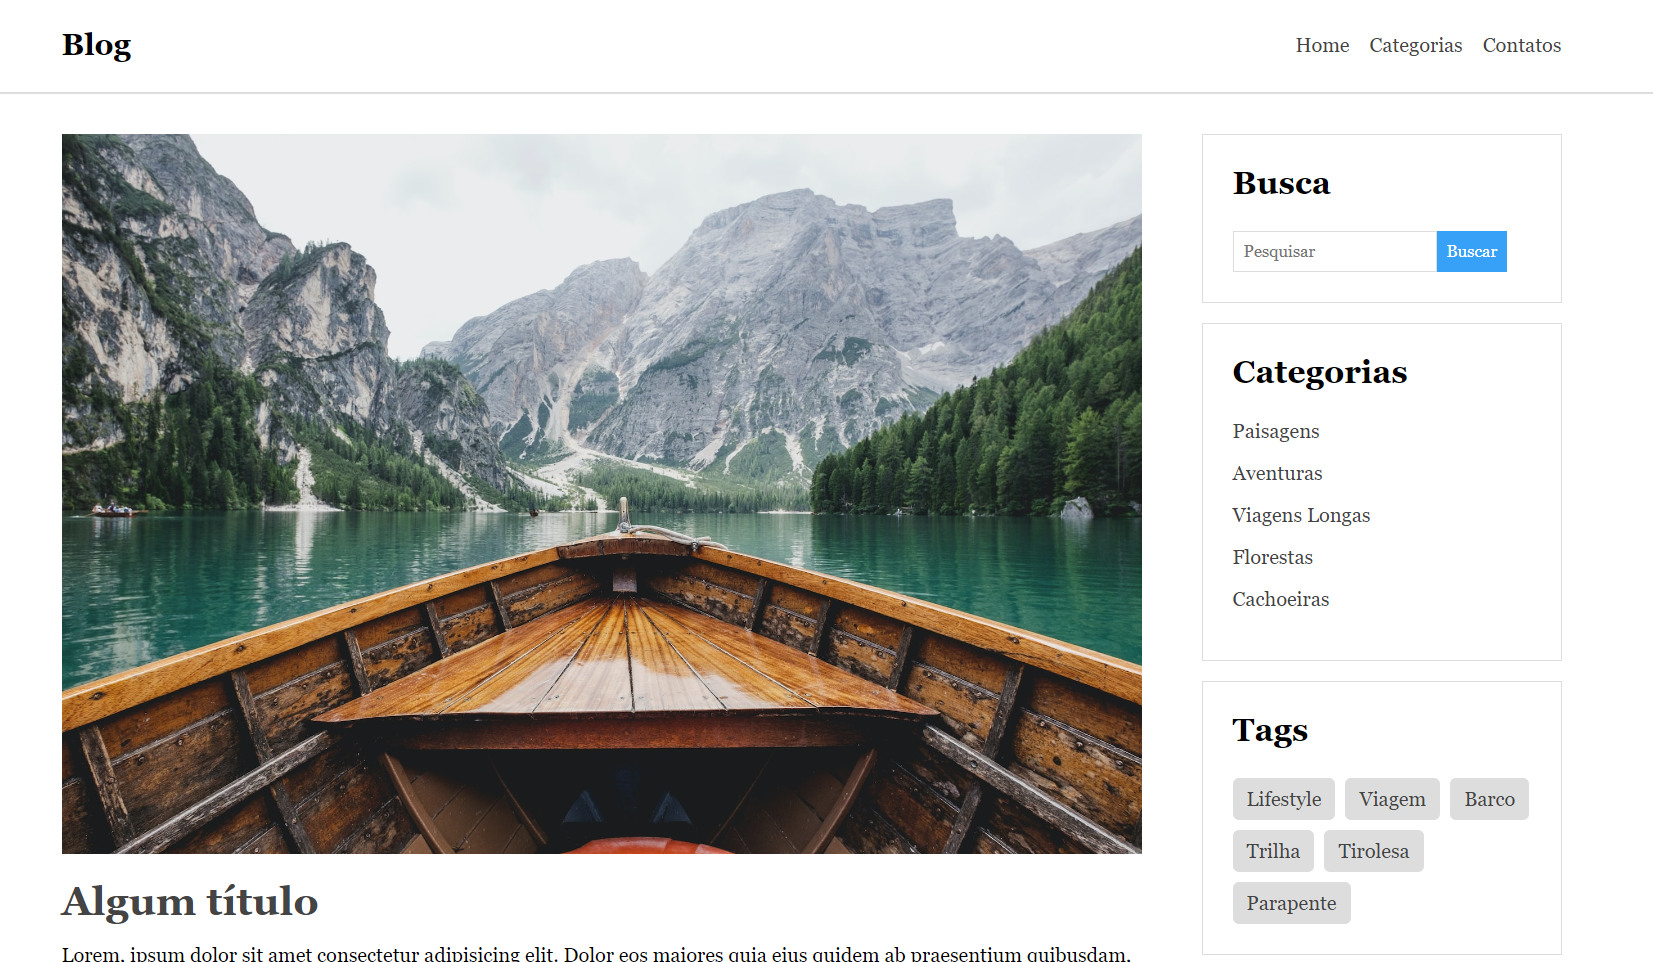 Blog
Home Categorias Contatos
Busca
Pesquisar Buscar
Categorias
Paisagens
Aventuras
Viagens Longas
Florestas
Cachoeiras
Tags
Lifestyle Viagem Barco
Trilha Tirolesa
Parapente
Algum título
Lorem, ipsum dolor sit amet consectetur adipisicing elit. Dolor eos maiores quia eius quidem ab praesentium quibusdam,